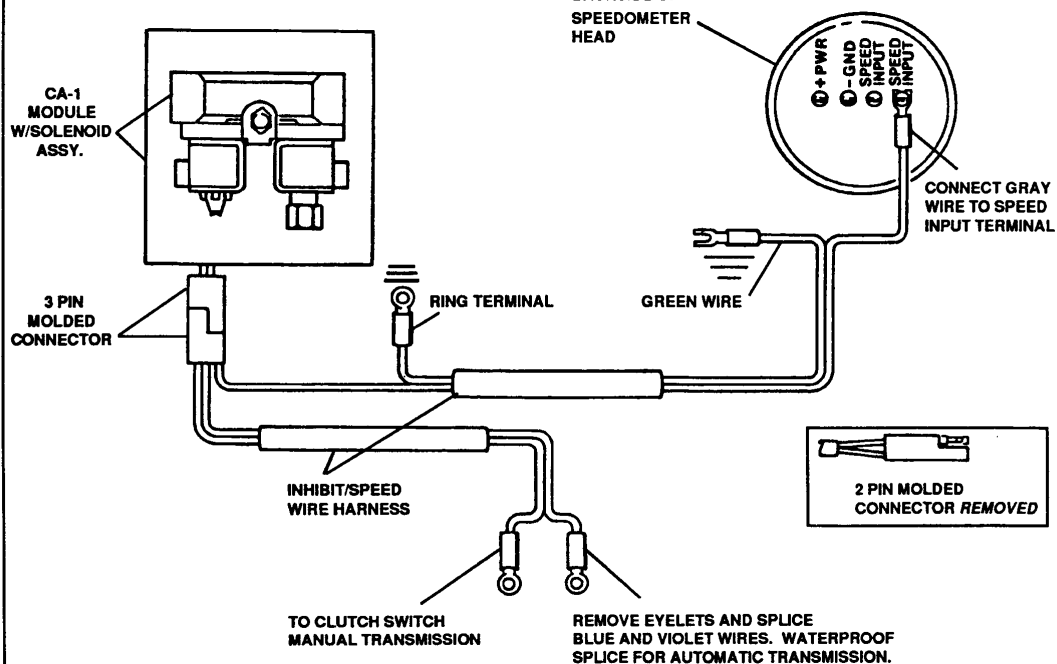 SPEEDOMETER
HEAD
+ PWR
- GND
SPEED
INPUT
SPEED
INPUT
CA-1
MODULE
W/SOLENOID
ASSY.
CONNECT GRAY
WIRE TO SPEED
INPUT TERMINAL
3 PIN
MOLDED
CONNECTOR
RING TERMINAL
GREEN WIRE
INHIBIT/SPEED
WIRE HARNESS
2 PIN MOLDED
CONNECTOR REMOVED
TO CLUTCH SWITCH
MANUAL TRANSMISSION
REMOVE EYELETS AND SPLICE
BLUE AND VIOLET WIRES. WATERPROOF
SPLICE FOR AUTOMATIC TRANSMISSION.